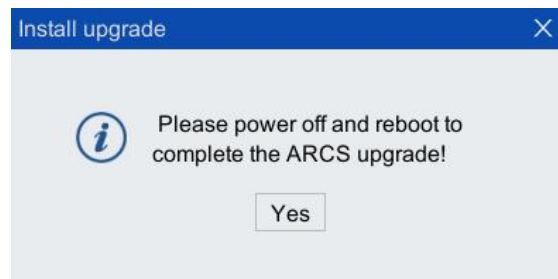 Install upgrade
Please power off and reboot to
complete the ARCS upgrade!
Yes